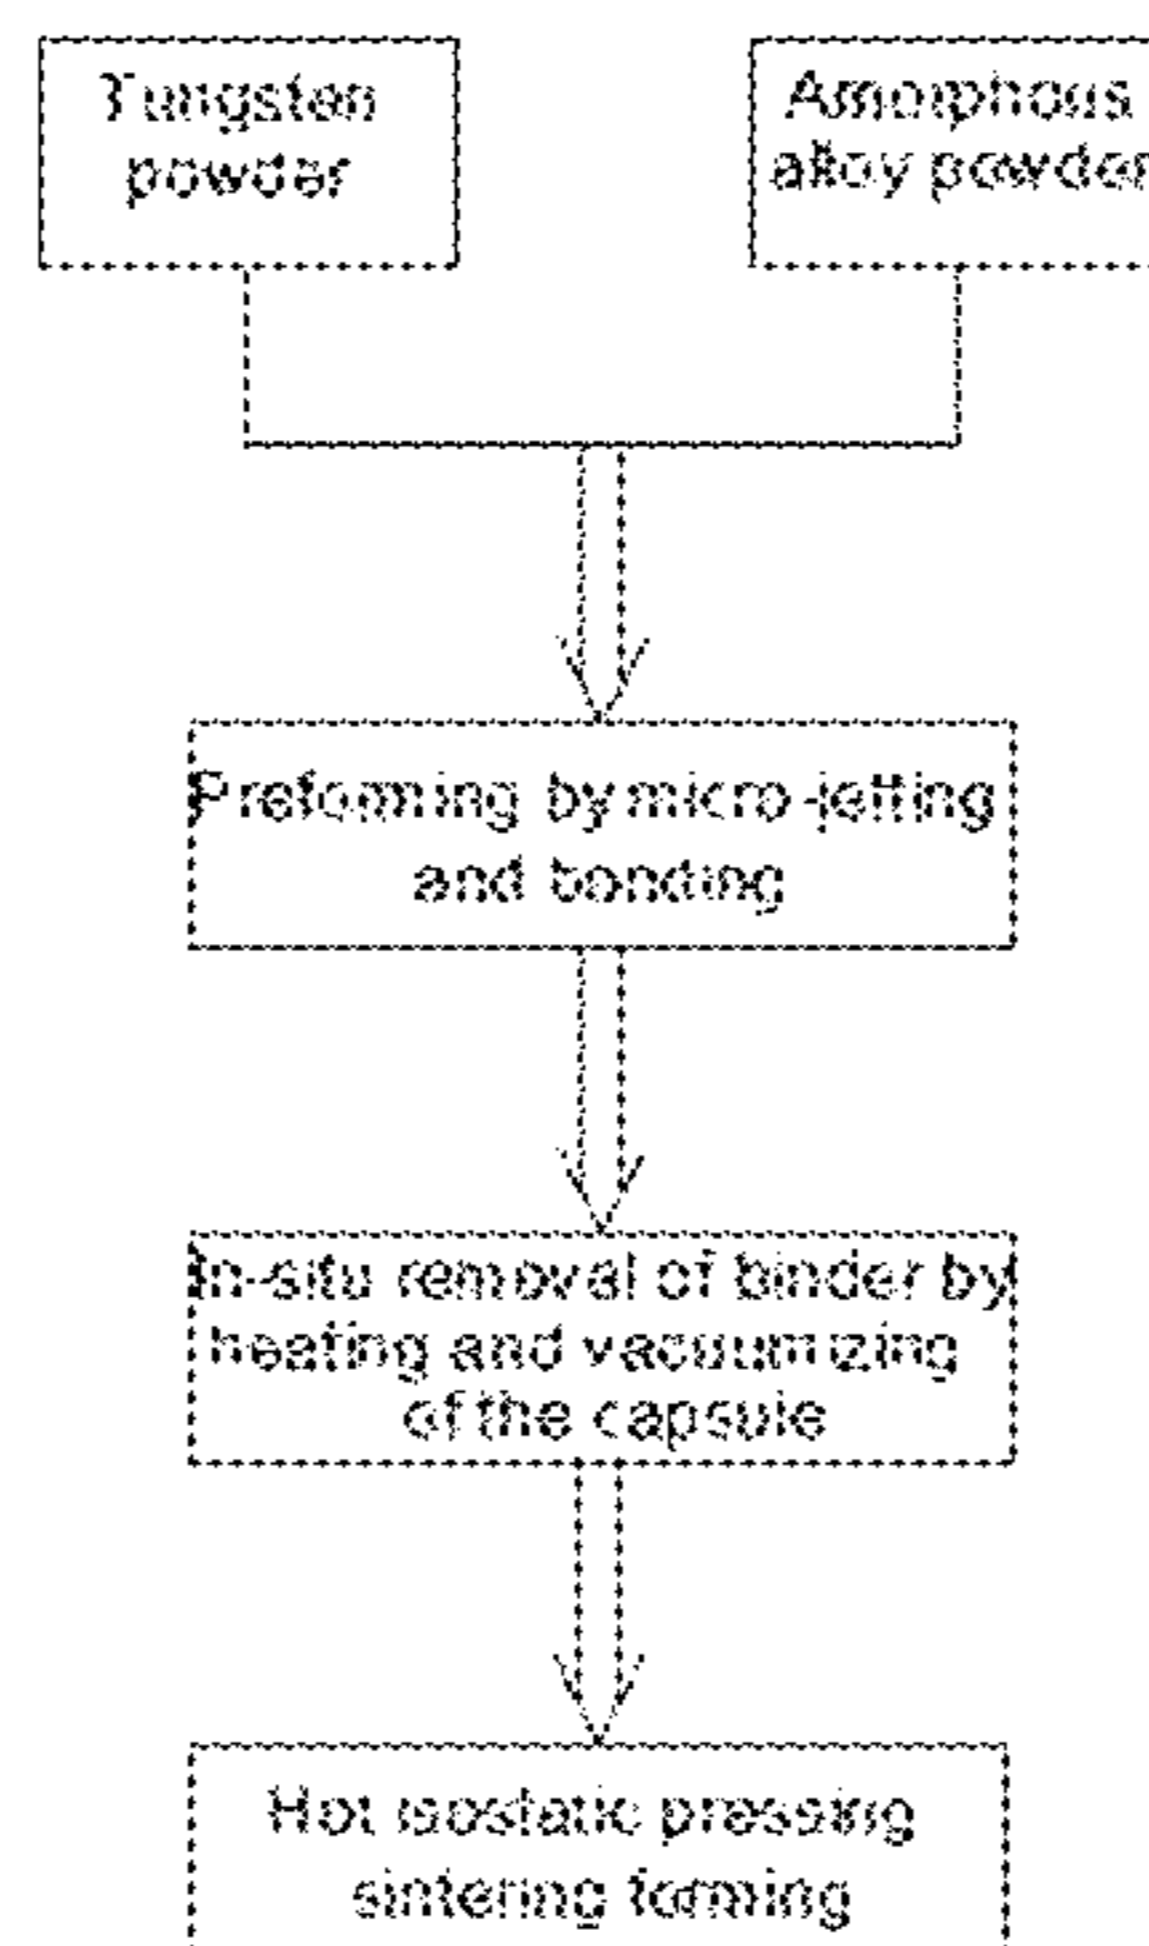 Tungsten
powder
Amorphous
alloy powder
Preforming by micro-jetting
and bonding
In-situ removal of binder by
heating and vacuumizing
of the capsule
Hot isostatic pressing
sintering forming